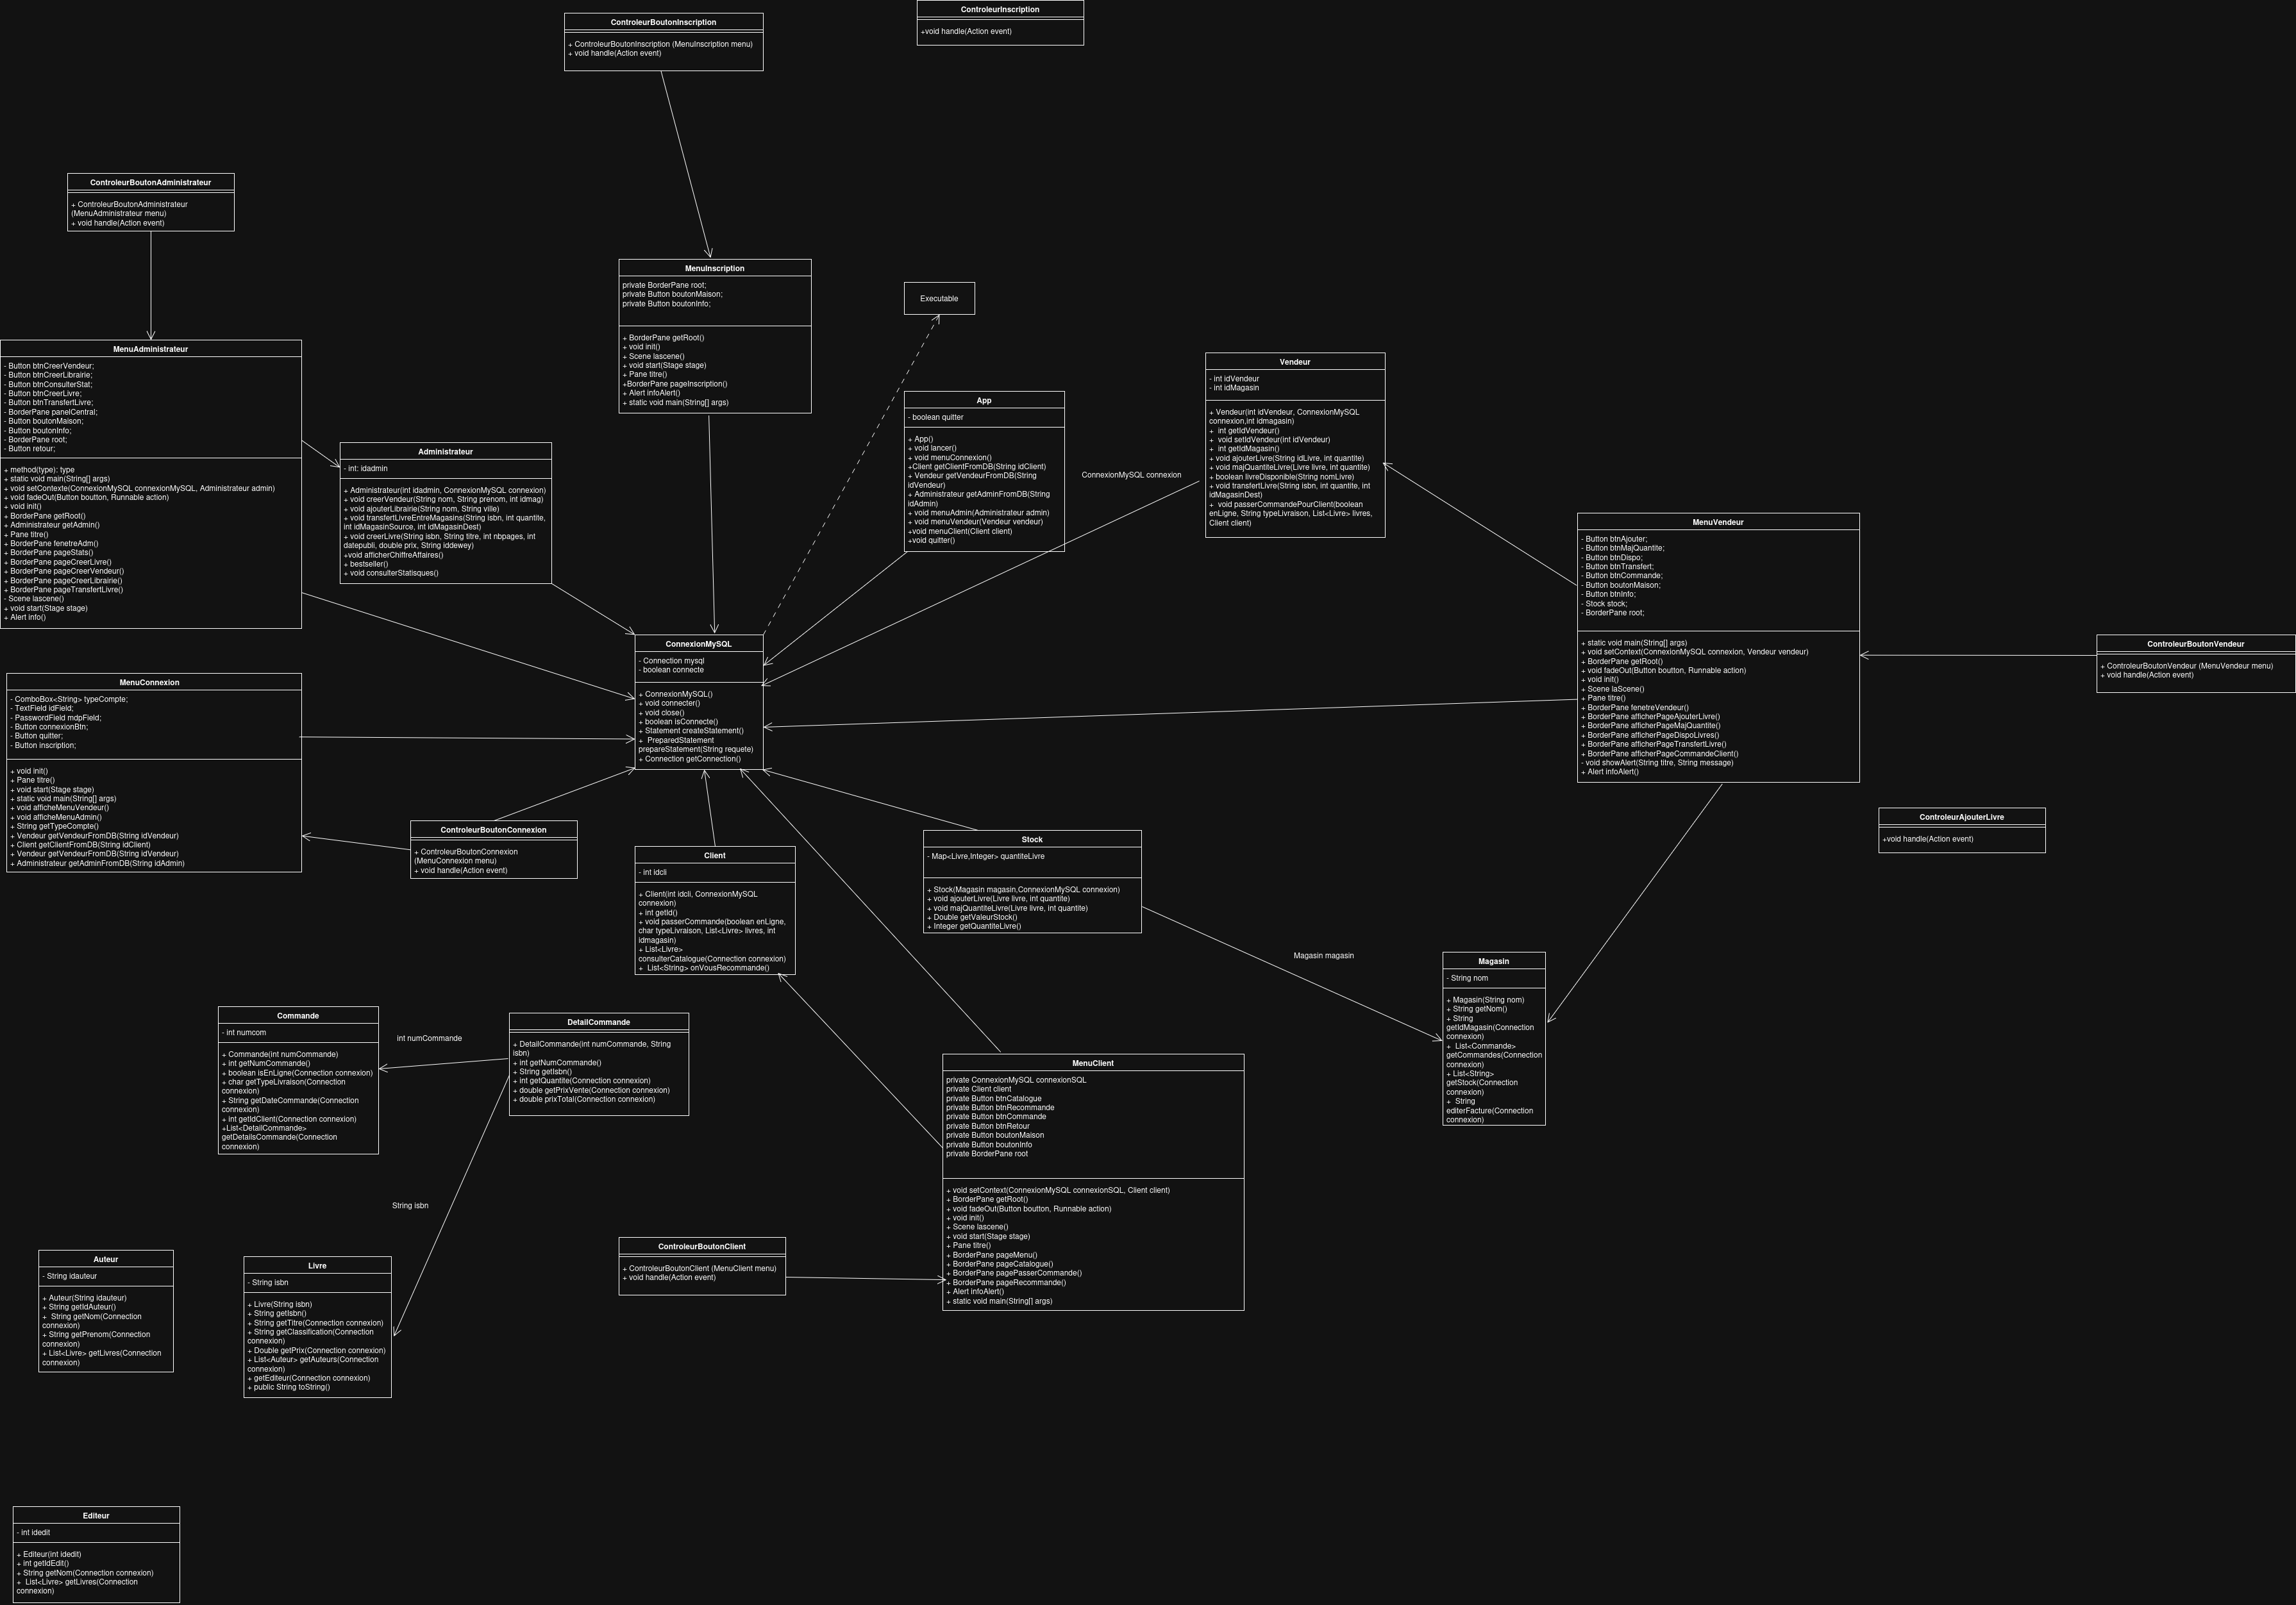 ControleurInscription
+void handle(Action event)
ControleurBoutonInscription
+ ControleurBoutonInscription (MenuInscription menu)
+ void handle(Action event)
ControleurBoutonAdministrateur
+ ControleurBoutonAdministrateur
(MenuAdministrateur menu)
+ void handle(Action event)
MenuInscription
private BorderPane root;
private Button boutonMaison;
private Button boutonInfo;
+ BorderPane getRoot()
+ void init()
+ Scene lascene()
+ void start(Stage stage)
+ Pane titre()
+BorderPane pageInscription()
+ Alert infoAlert()
+ static void main(String[] args)
Executable
MenuAdministrateur
- Button btnCreerVendeur;
- Button btnCreerLibrairie;
- Button btnConsulterStat;
- Button btnCreerLivre;
- Button btnTransfertLivre;
- BorderPane panelCentral;
- Button boutonMaison;
- Button boutonInfo;
- BorderPane root;
- Button retour;
+ method(type): type
+ static void main(String[] args)
+ void setContexte(ConnexionMySQL connexionMySQL, Administrateur admin)
+ void fadeOut(Button boutton, Runnable action)
+ void init()
+ BorderPane getRoot()
+ Administrateur getAdmin()
+ Pane titre()
+ BorderPane fenetreAdm()
+ BorderPane pageStats()
+ BorderPane pageCreerLivre()
+ BorderPane pageCreerVendeur()
+ BorderPane pageCreerLibrairie()
+ BorderPane pageTransfertLivre()
- Scene lascene()
+ void start(Stage stage)
+ Alert info()
Administrateur
- int: idadmin
+ Administrateur(int idadmin, ConnexionMySQL connexion)
+ void creerVendeur(String nom, String prenom, int idmag)
+ void ajouterLibrairie(String nom, String ville)
+ void transfertLivreEntreMagasins(String isbn, int quantite,
int idMagasinSource, int idMagasinDest)
+ void creerLivre(String isbn, String titre, int nbpages, int
datepubli, double prix, String iddewey)
+void afficherChiffreAffaires()
+ bestseller()
+ void consulterStatisques()
App
- boolean quitter
+ App()
+ void lancer()
+ void menuConnexion()
+Client getClientFromDB(String idClient)
+ Vendeur getVendeurFromDB(String
idVendeur)
+ Administrateur getAdminFromDB(String
idAdmin)
+ void menuAdmin(Administrateur admin)
+ void menuVendeur(Vendeur vendeur)
+void menuClient(Client client)
+void quitter()
ConnexionMySQL connexion
Vendeur
- int idVendeur
- int idMagasin
+ Vendeur(int idVendeur, ConnexionMySQL
connexion,int idmagasin)
+ int getIdVendeur()
+ void setIdVendeur(int idVendeur)
+ int getIdMagasin()
+ void ajouterLivre(String idLivre, int quantite)
+ void majQuantiteLivre(Livre livre, int quantite)
+ boolean livreDisponible(String nomLivre)
+ void transfertLivre(String isbn, int quantite, int
idMagasinDest)
+ void passerCommandePourClient(boolean
enLigne, String typeLivraison, List<Livre> livres,
Client client)
MenuVendeur
- Button btnAjouter;
- Button btnMajQuantite;
- Button btnDispo;
- Button btnTransfert;
- Button btnCommande;
- Button boutonMaison;
- Button btnInfo;
- Stock stock;
- BorderPane root;
+ static void main(String[] args)
+ void setContext(ConnexionMySQL connexion, Vendeur vendeur)
+ BorderPane getRoot()
+ void fadeOut(Button boutton, Runnable action)
+ void init()
+ Scene laScene()
+ Pane titre()
+ BorderPane fenetreVendeur()
+ BorderPane afficherPageAjouterLivre()
+ BorderPane afficherPageMajQuantite()
+ BorderPane afficherPageDispoLivres()
+ BorderPane afficherPageTransfertLivre()
+ BorderPane afficherPageCommandeClient()
- void showAlert(String titre, String message)
+ Alert infoAlert()
ControleurBoutonVendeur
+ ControleurBoutonVendeur (MenuVendeur menu)
+ void handle(Action event)
ConnexionMySQL
- Connection mysql
- boolean connecte
+ ConnexionMySQL()
+ void connecter()
+ void close()
+ boolean isConnecte()
+ Statement createStatement()
+ PreparedStatement
prepareStatement(String requete)
+ Connection getConnection()
MenuConnexion
- ComboBox<String> typeCompte;
- TextField idField;
- PasswordField mdpField;
- Button connexionBtn;
- Button quitter;
- Button inscription;
+ void init()
+ Pane titre()
+ void start(Stage stage)
+ static void main(String[] args)
+ void afficheMenuVendeur()
+ void afficheMenuAdmin()
+ String getTypeCompte()
+ Vendeur getVendeurFromDB(String idVendeur)
+ Client getClientFromDB(String idClient)
+ Vendeur getVendeurFromDB(String idVendeur)
+ Administrateur getAdminFromDB(String idAdmin)
ControleurBoutonConnexion
+ ControleurBoutonConnexion
(MenuConnexion menu)
+ void handle(Action event)
Client
- int idcli
+ Client(int idcli, ConnexionMySQL
connexion)
+ int getId()
+ void passerCommande(boolean enLigne,
char typeLivraison, List<Livre> livres, int
idmagasin)
+ List<Livre>
consulterCatalogue(Connection connexion)
+ List<String> onVousRecommande()
Stock
- Map<Livre,Integer> quantiteLivre
+ Stock(Magasin magasin,ConnexionMySQL connexion)
+ void ajouterLivre(Livre livre, int quantite)
+ void majQuantiteLivre(Livre livre, int quantite)
+ Double getValeurStock()
+ Integer getQuantiteLivre()
ControleurAjouterLivre
+void handle(Action event)
Magasin magasin
Magasin
- String nom
+ Magasin(String nom)
+ String getNom()
+ String
getIdMagasin(Connection
connexion)
+ List<Commande>
getCommandes(Connection
connexion)
+ List<String>
getStock(Connection
connexion)
+ String
editerFacture(Connection
connexion)
Commande
- int numcom
+ Commande(int numCommande)
+ int getNumCommande()
+ boolean isEnLigne(Connection connexion)
+ char getTypeLivraison(Connection
connexion)
+ String getDateCommande(Connection
connexion)
+ int getIdClient(Connection connexion)
+List<DetailCommande>
getDetailsCommande(Connection
connexion)
int numCommande
DetailCommande
+ DetailCommande(int numCommande, String
isbn)
+ int getNumCommande()
+ String getIsbn()
+ int getQuantite(Connection connexion)
+ double getPrixVente(Connection connexion)
+ double prixTotal(Connection connexion)
MenuClient
private ConnexionMySQL connexionSQL
private Client client
private Button btnCatalogue
private Button btnRecommande
private Button btnCommande
private Button btnRetour
private Button boutonMaison
private Button boutonInfo
private BorderPane root
+ void setContext(ConnexionMySQL connexionSQL, Client client)
+ BorderPane getRoot()
+ void fadeOut(Button boutton, Runnable action)
+ void init()
+ Scene lascene()
+ void start(Stage stage)
+ Pane titre()
+ BorderPane pageMenu()
+ BorderPane pageCatalogue()
+ BorderPane pagePasserCommande()
+ BorderPane pageRecommande()
+ Alert infoAlert()
+ static void main(String[] args)
String isbn
ControleurBoutonClient
+ ControleurBoutonClient (MenuClient menu)
+ void handle(Action event)
Auteur
- String idauteur
+ Auteur(String idauteur)
+ String getIdAuteur()
+ String getNom(Connection
connexion)
+ String getPrenom(Connection
connexion)
+ List<Livre> getLivres(Connection
connexion)
Livre
- String isbn
+ Livre(String isbn)
+ String getIsbn()
+ String getTitre(Connection connexion)
+ String getClassification(Connection
connexion)
+ Double getPrix(Connection connexion)
+ List<Auteur> getAuteurs(Connection
connexion)
+ getEditeur(Connection connexion)
+ public String toString()
Editeur
- int idedit
+ Editeur(int idedit)
+ int getIdEdit()
+ String getNom(Connection connexion)
+ List<Livre> getLivres(Connection
connexion)